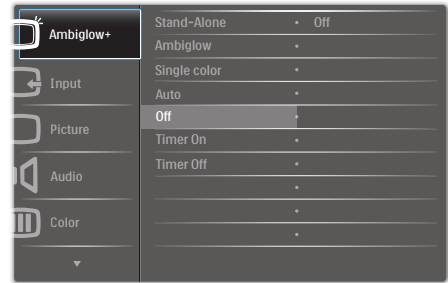 Ambiglow+
Input
Picture
Audio
Color
Stand-Alone • Off
Ambiglow •
Single color •
Auto •
Off •
Timer On •
Timer Off •
•
•
•